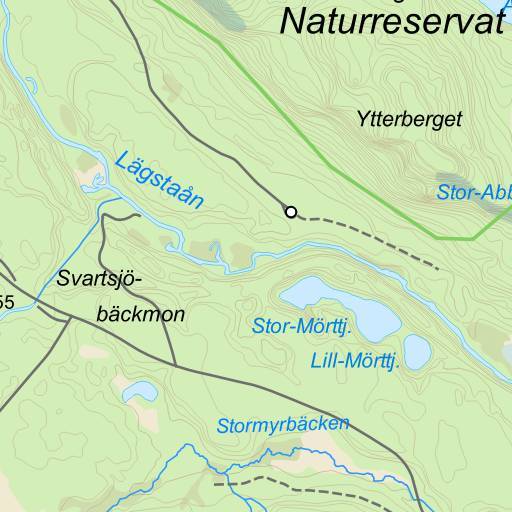 Naturreservat
Ytterberget
Lägstaån
Stor-Abb
Svartsjö-
bäckmon
55
Stor-Mörttj.
Lill-Mörttj.
Stormyrbäcken